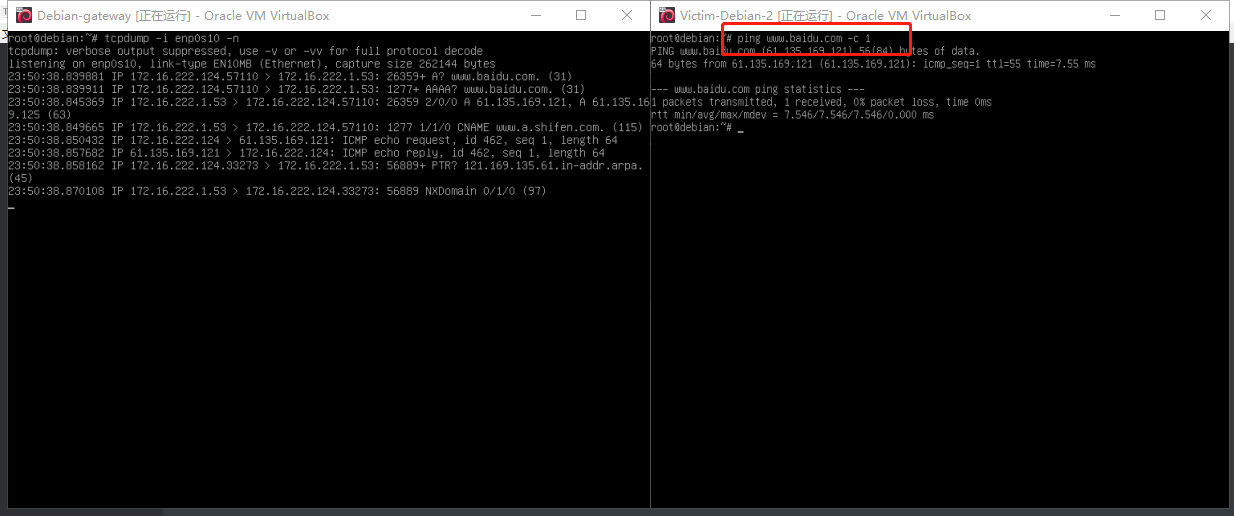 Debian-gateway [正在运行] - Oracle VM VirtualBox
root@debian:~# tcpdump -i enp0s10 -n
tcpdump: verbose output suppressed, use -v or -vv for full protocol decode
listening on enp0s10, link-type EN10MB (Ethernet), capture size 262144 bytes
23:50:38.839881 IP 172.16.222.124.57110 > 172.16.222.1.53: 26359+ A? www.baidu.com. (31)
23:50:38.839911 IP 172.16.222.124.57110 > 172.16.222.1.53: 1277+ AAAA? www.baidu.com. (31)
23:50:38.845369 IP 172.16.222.1.53 > 172.16.222.124.57110: 26359 2/0/0 A 61.135.169.121, A 61.135.16
9.125 (63)
23:50:38.849665 IP 172.16.222.1.53 > 172.16.222.124.57110: 1277 1/1/0 CNAME www.a.shifen.com. (115)
23:50:38.850432 IP 172.16.222.124 > 61.135.169.121: ICMP echo request, id 462, seq 1, length 64
23:50:38.857682 IP 61.135.169.121 > 172.16.222.124: ICMP echo reply, id 462, seq 1, length 64
23:50:38.858162 IP 172.16.222.124.33273 > 172.16.222.1.53: 56889+ PTR? 121.169.135.61.in-addr.arpa.
(45)
23:50:38.870108 IP 172.16.222.1.53 > 172.16.222.124.33273: 56889 NXDomain 0/1/0 (97)
Victim-Debian-2 [正在运行] - Oracle VM VirtualBox
root@debian:~# ping www.baidu.com -c 1
PING www.baidu.com (61.135.169.121) 56(84) bytes of data.
64 bytes from 61.135.169.121 (61.135.169.121): icmp_seq=1 ttl=55 time=7.55 ms
--- www.baidu.com ping statistics ---
1 packets transmitted, 1 received, 0% packet loss, time 0ms
rtt min/avg/max/mdev = 7.546/7.546/7.546/0.000 ms
root@debian:~# _